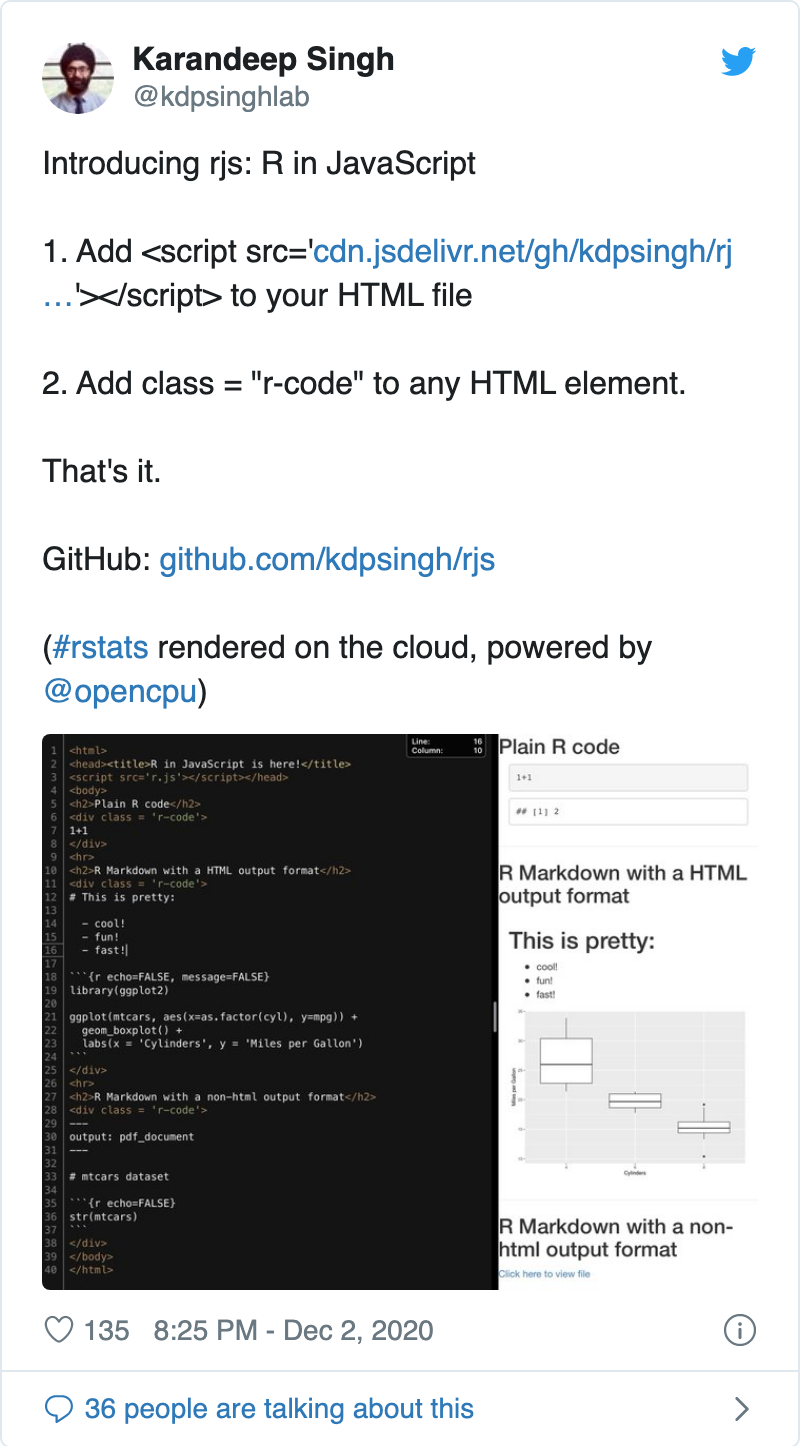 Karandeep Singh
@kdpsinghlab
Introducing rjs: R in JavaScript
1. Add <script src='cdn.jsdelivr.net/gh/kdpsingh/rj
…'></script> to your HTML file
2. Add class = "r-code" to any HTML element.
That's it.
GitHub: github.com/kdpsingh/rjs
(#rstats rendered on the cloud, powered by
@opencpu)
Line: 16
Column: 10
1 <html>
2 <head><title>R in JavaScript is here!</title>
3 <script src='r.js'></script></head>
4 <body>
5 <h2>Plain R code</h2>
6 <div class = 'r-code'>
7 1+1
8 </div>
9 <hr>
10 <h2>R Markdown with a HTML output format</h2>
11 <div class = 'r-code'>
12 # This is pretty:
13
14   - cool!
15   - fun!
16   - fast!
17
18 ```{r echo=FALSE, message=FALSE}
19 library(ggplot2)
20
21 ggplot(mtcars, aes(x=as.factor(cyl), y=mpg)) +
22   geom_boxplot() +
23   labs(x = 'Cylinders', y = 'Miles per Gallon')
24 ```
25 </div>
26 <hr>
27 <h2>R Markdown with a non-html output format</h2>
28 <div class = 'r-code'>
29 ---
30 output: pdf_document
31 ---
32
33 # mtcars dataset
34
35 ```{r echo=FALSE}
36 str(mtcars)
37 ```
38 </div>
39 </body>
40 </html>
Plain R code
1+1
## [1] 2
R Markdown with a HTML
output format
This is pretty:
• cool!
• fun!
• fast!
Miles per Gallon
Cylinders
R Markdown with a non-
html output format
Click here to view file
135 8:25 PM - Dec 2, 2020
36 people are talking about this